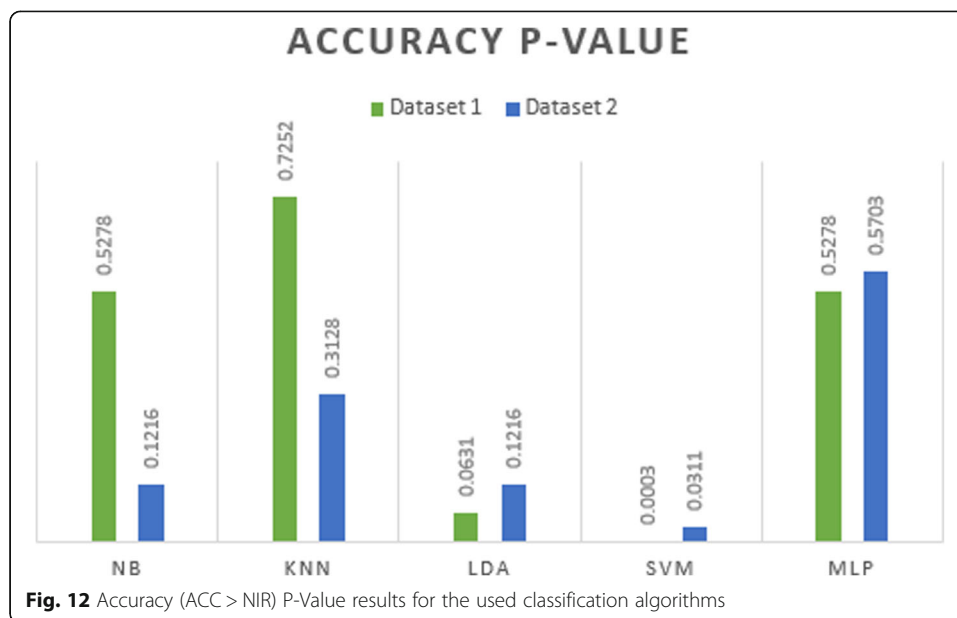 ACCURACY P-VALUE
Dataset 1 Dataset 2
0.5278 0.1216 0.7252 0.3128 0.0631 0.1216 0.0003 0.0311 0.5278 0.5703
NB KNN LDA SVM MLP
Fig. 12 Accuracy (ACC > NIR) P-Value results for the used classification algorithms